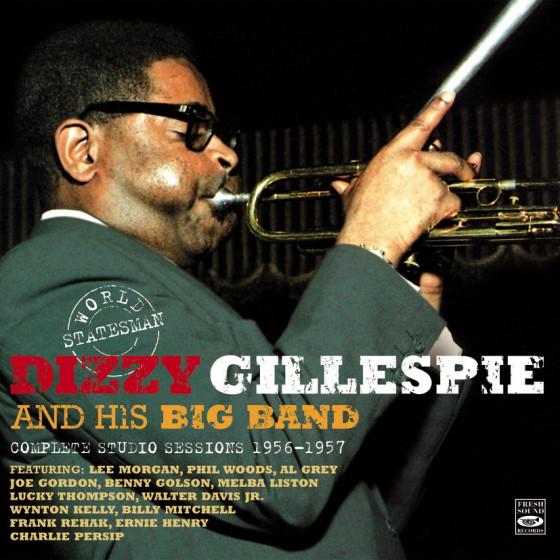 WORLD
STATESMAN
DIZZY GILLESPIE
AND HIS BIG BAND
COMPLETE STUDIO SESSIONS 1956-1957
FEATURING: LEE MORGAN, PHIL WOODS, AL GREY
JOE GORDON, BENNY GOLSON, MELBA LISTON
LUCKY THOMPSON, WALTER DAVIS JR.
WYNTON KELLY, BILLY MITCHELL
FRANK REHAK, ERNIE HENRY
CHARLIE PERSIP
FRESH
SOUND
RECORDS